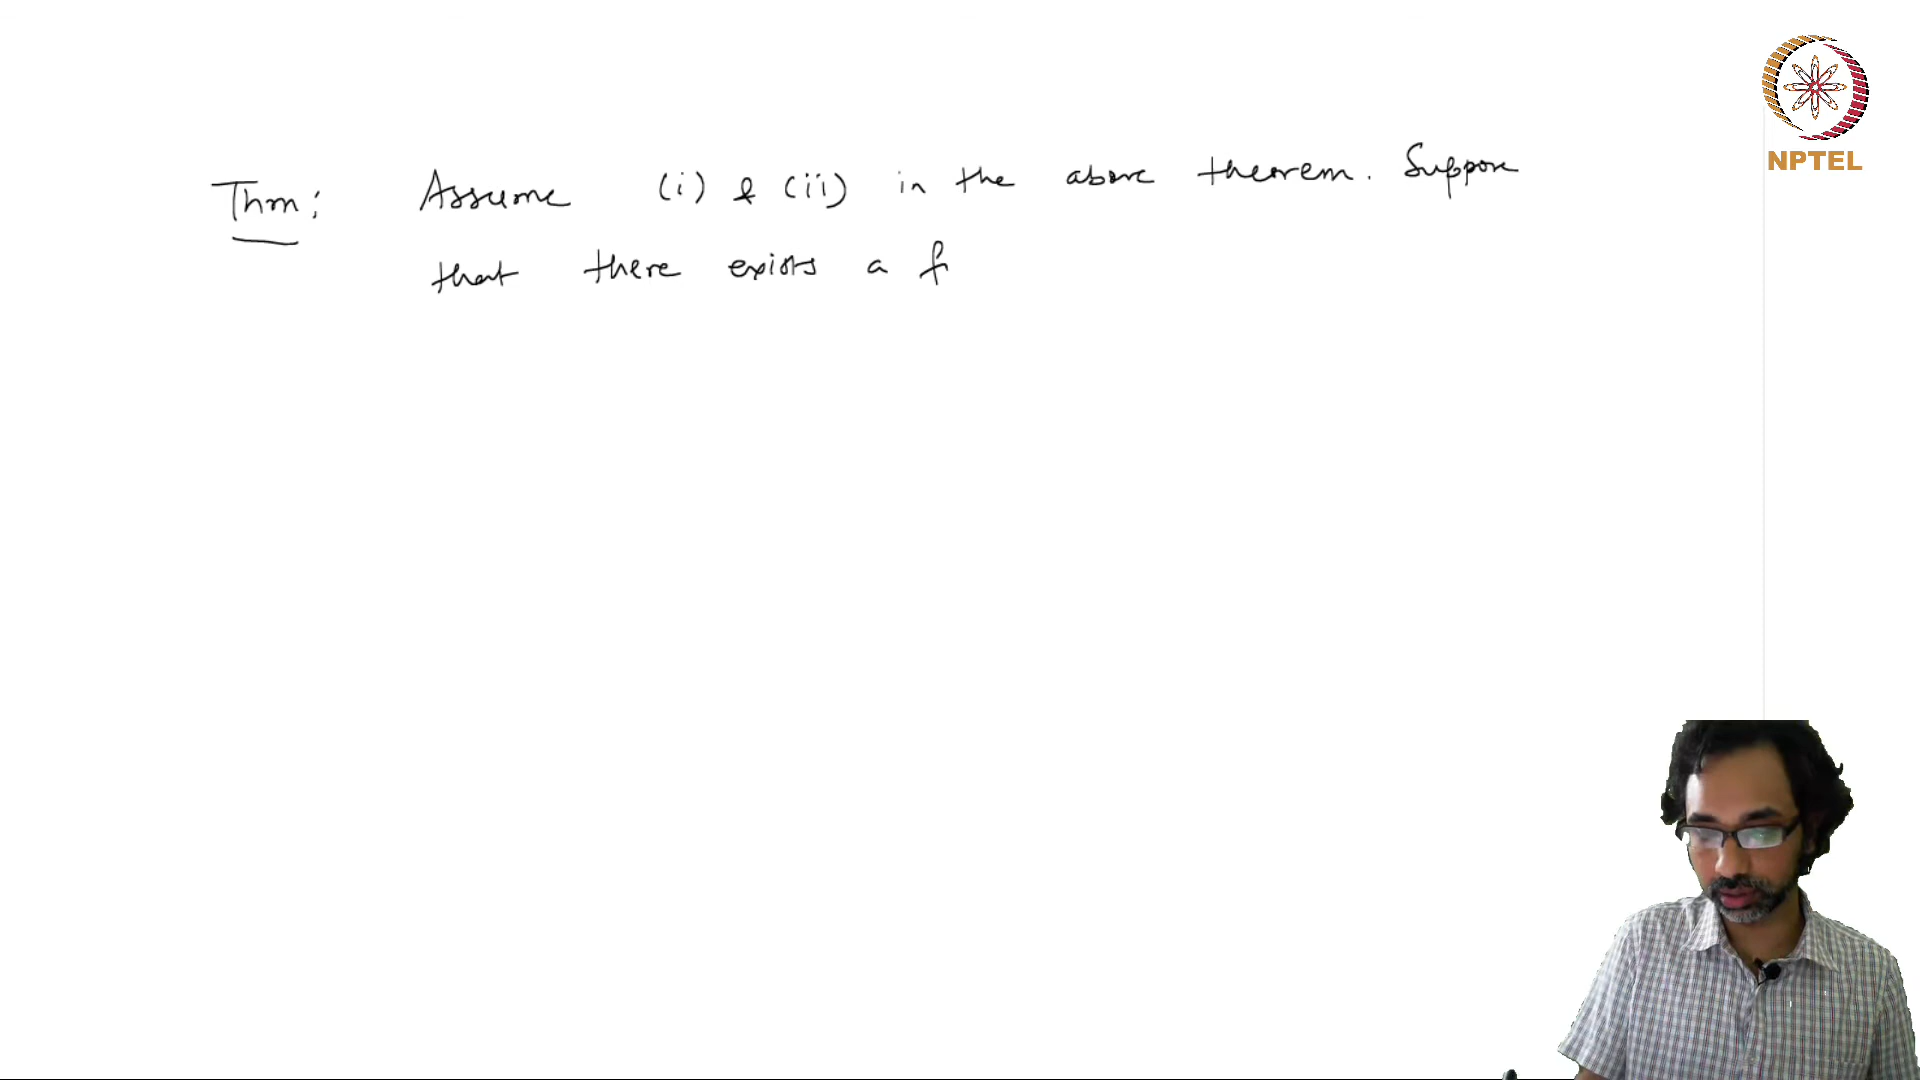 NPTEL
Thm: Assume (i) & (ii) in the above theorem. Suppose
that there exists a f